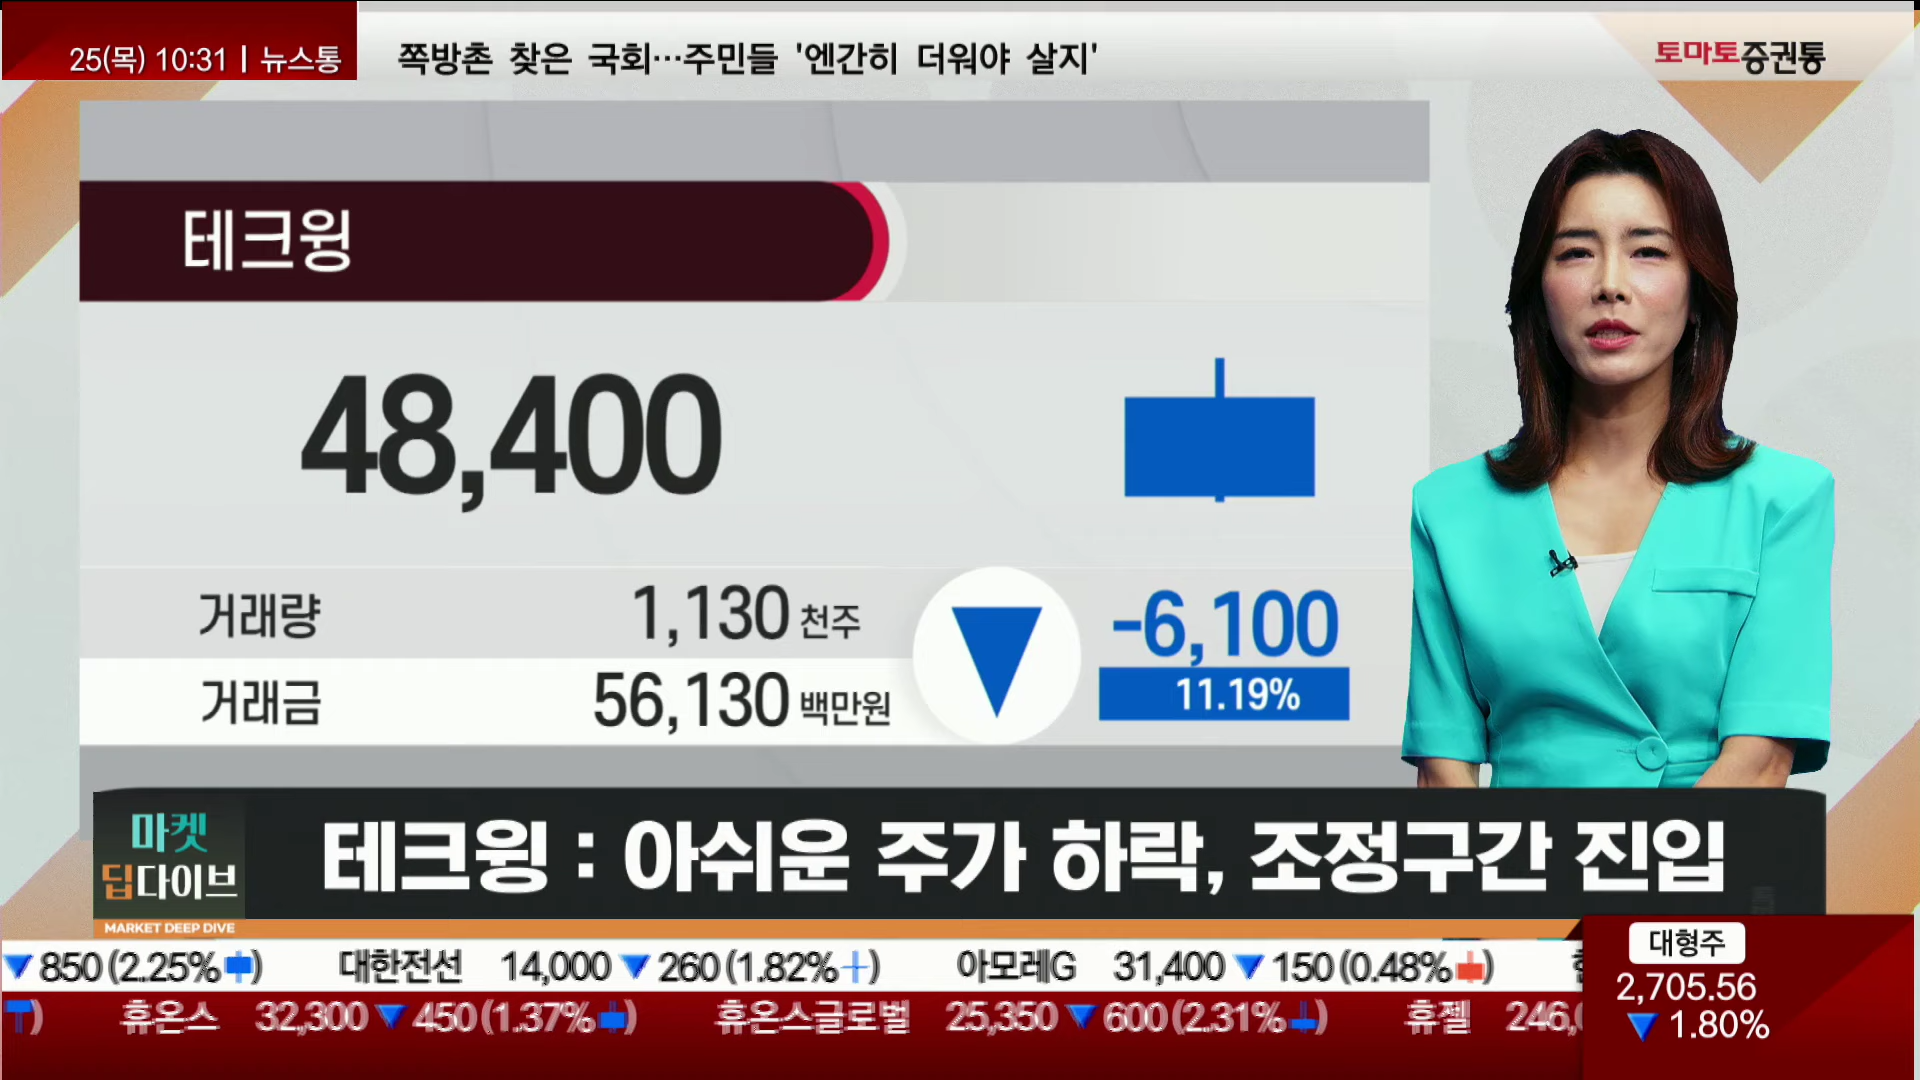 25(목) 10:31 | 뉴스통
쪽방촌 찾은 국회…주민들 '엔간히 더워야 살지'
토마토증권통
테크윙
48,400
거래량 1,130 천주
-6,100
11.19%
거래금 56,130 백만원
마켓
딥다이브
MARKET DEEP DIVE
테크윙 : 아쉬운 주가 하락, 조정구간 진입
▼850(2.25%) 대한전선 14,000 ▼260(1.82%) 아모레G 31,400 ▼150(0.48%)
휴온스 32,300 ▼450(1.37%) 휴온스글로벌 25,350 ▼600(2.31%) 휴젤
대형주
2,705.56
▼1.80%